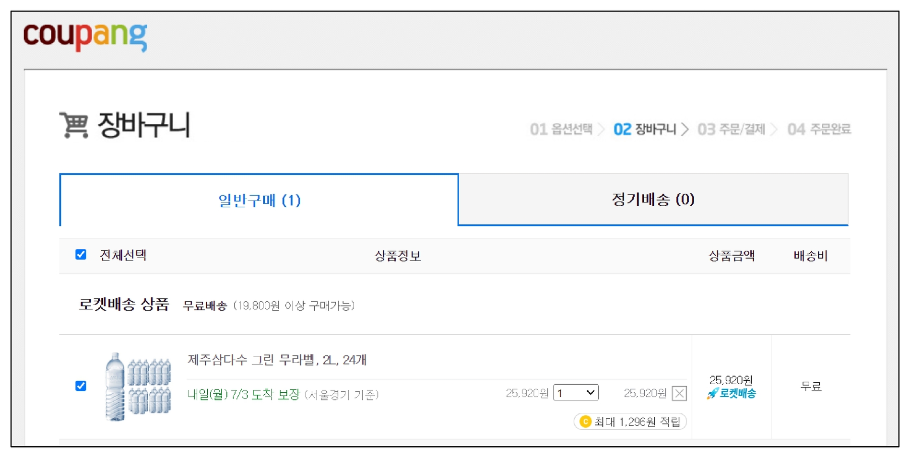 coupang
장바구니
01 옵션선택 > 02 장바구니 > 03 주문/결제 > 04 주문완료
일반구매 (1) 정기배송 (0)
전체선택 상품정보 상품금액 배송비
로켓배송 상품 무료배송 (19,800원 이상 구매가능)
제주삼다수 그린 무라벨, 2L, 24개
내일(월) 7/3 도착 보장 (서울경기 기준) 25,920원 1 25,920원 25,920원 무료
로켓배송
최대 1,296원 적립